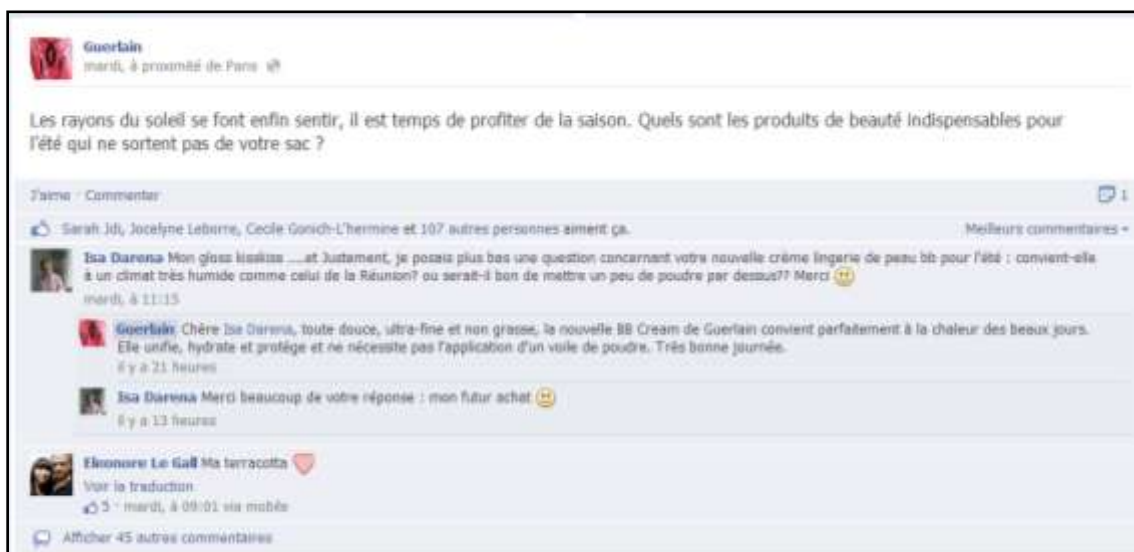 Guerlain
mardi, à proximité de Paris
Les rayons du soleil se font enfin sentir, il est temps de profiter de la saison. Quels sont les produits de beauté indispensables pour
l'été qui ne sortent pas de votre sac ?
J'aime · Commenter 1
Sarah Jdi, Jocelyne Leborre, Cecile Gonich-L'hermine et 107 autres personnes aiment ça. Meilleurs commentaires
Isa Darena Mon gloss kisskiss ....et Justement, je posais plus bas une question concernant votre nouvelle crème lingerie de peau bb pour l'été : convient-elle
à un climat très humide comme celui de la Réunion? ou serait-il bon de mettre un peu de poudre par dessus?? Merci
mardi, à 11:15
Guerlain Chère Isa Darena, toute douce, ultra-fine et non grasse, la nouvelle BB Cream de Guerlain convient parfaitement à la chaleur des beaux jours.
Elle unifie, hydrate et protége et ne nécessite pas l'application d'un voile de poudre. Très bonne journée.
il y a 21 heures
Isa Darena Merci beaucoup de votre réponse : mon futur achat
il y a 13 heures
Eleonore Le Gall Ma terracotta
Voir la traduction
5 · mardi, à 09:01 via mobile
Afficher 45 autres commentaires